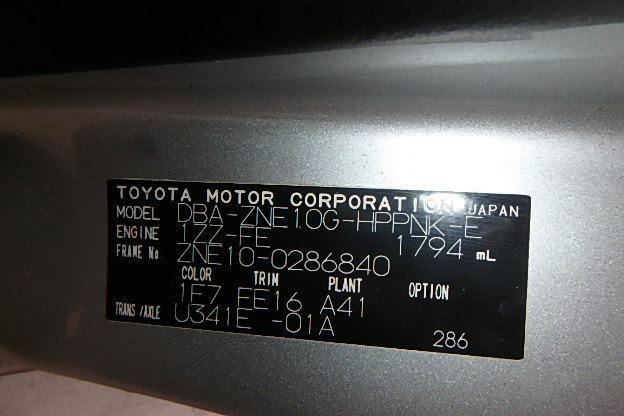 TOYOTA MOTOR CORPORATION JAPAN
MODEL DBA-ZNE10G-HPPNK-E
ENGINE 1ZZ-FE 1794 mL
FRAME No ZNE10-0286840
COLOR TRIM PLANT OPTION
1F7 FE16 A41
TRANS/AXLE U341E -01A
286